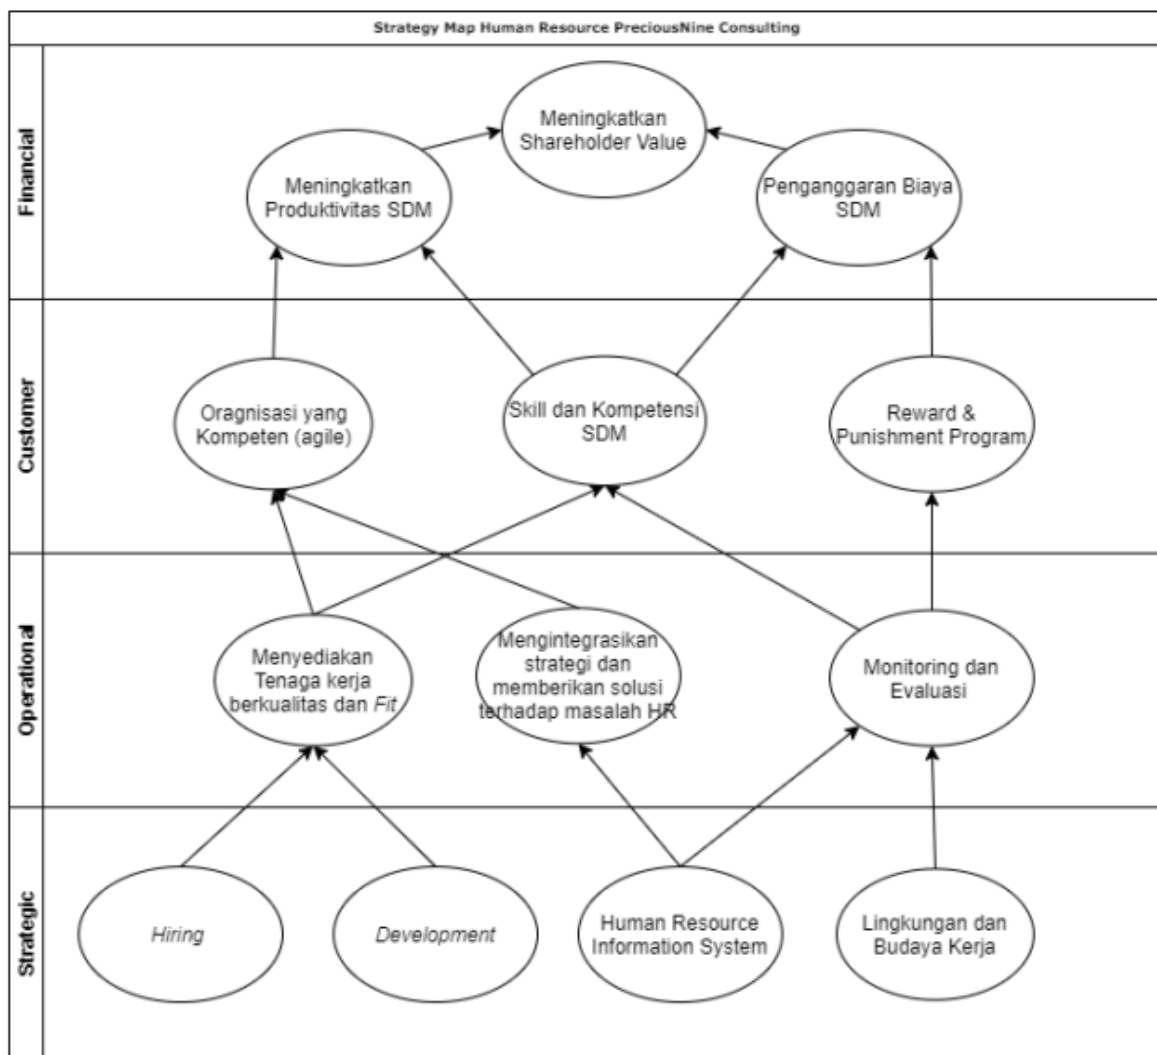 Strategy Map Human Resource PreciousNine Consulting
Financial
Meningkatkan
Shareholder Value
Meningkatkan
Produktivitas SDM
Penganggaran Biaya
SDM
Customer
Oragnisasi yang
Kompeten (agile)
Skill dan Kompetensi
SDM
Reward &
Punishment Program
Operational
Menyediakan
Tenaga kerja
berkualitas dan Fit
Mengintegrasikan
strategi dan
memberikan solusi
terhadap masalah HR
Monitoring dan
Evaluasi
Strategic
Hiring
Development
Human Resource
Information System
Lingkungan dan
Budaya Kerja